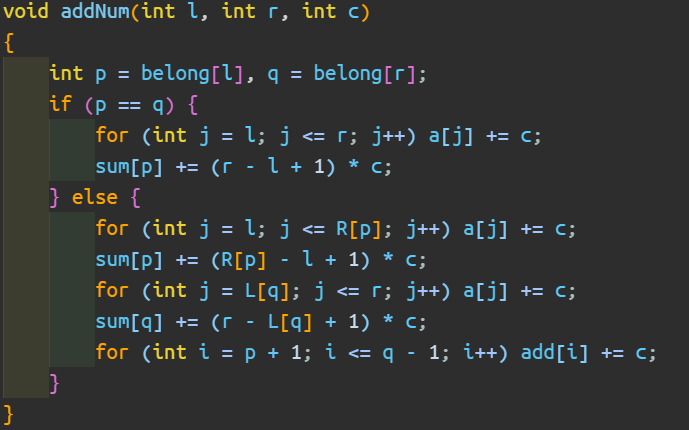 void addNum(int l, int r, int c)
{
    int p = belong[l], q = belong[r];
    if (p == q) {
        for (int j = l; j <= r; j++) a[j] += c;
        sum[p] += (r - l + 1) * c;
    } else {
        for (int j = l; j <= R[p]; j++) a[j] += c;
        sum[p] += (R[p] - l + 1) * c;
        for (int j = L[q]; j <= r; j++) a[j] += c;
        sum[q] += (r - L[q] + 1) * c;
        for (int i = p + 1; i <= q - 1; i++) add[i] += c;
    }
}